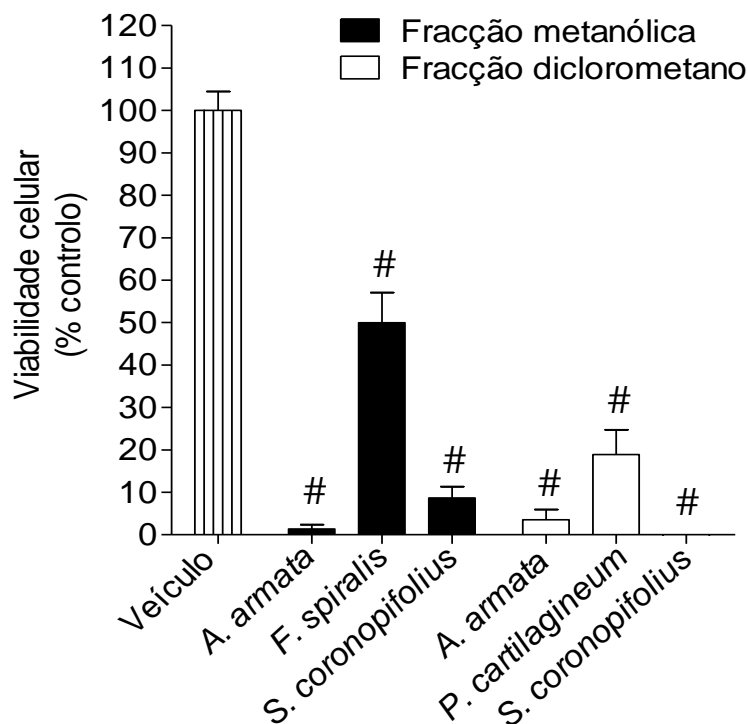 Fracção metanólica
Fracção diclorometano
Viabilidade celular
(% controlo)
120
110
100
90
80
70
60
50
40
30
20
10
0
#
#
#
#
#
#
Veículo
A. armata
F. spiralis
S. coronopifolius
A. armata
P. cartilagineum
S. coronopifolius